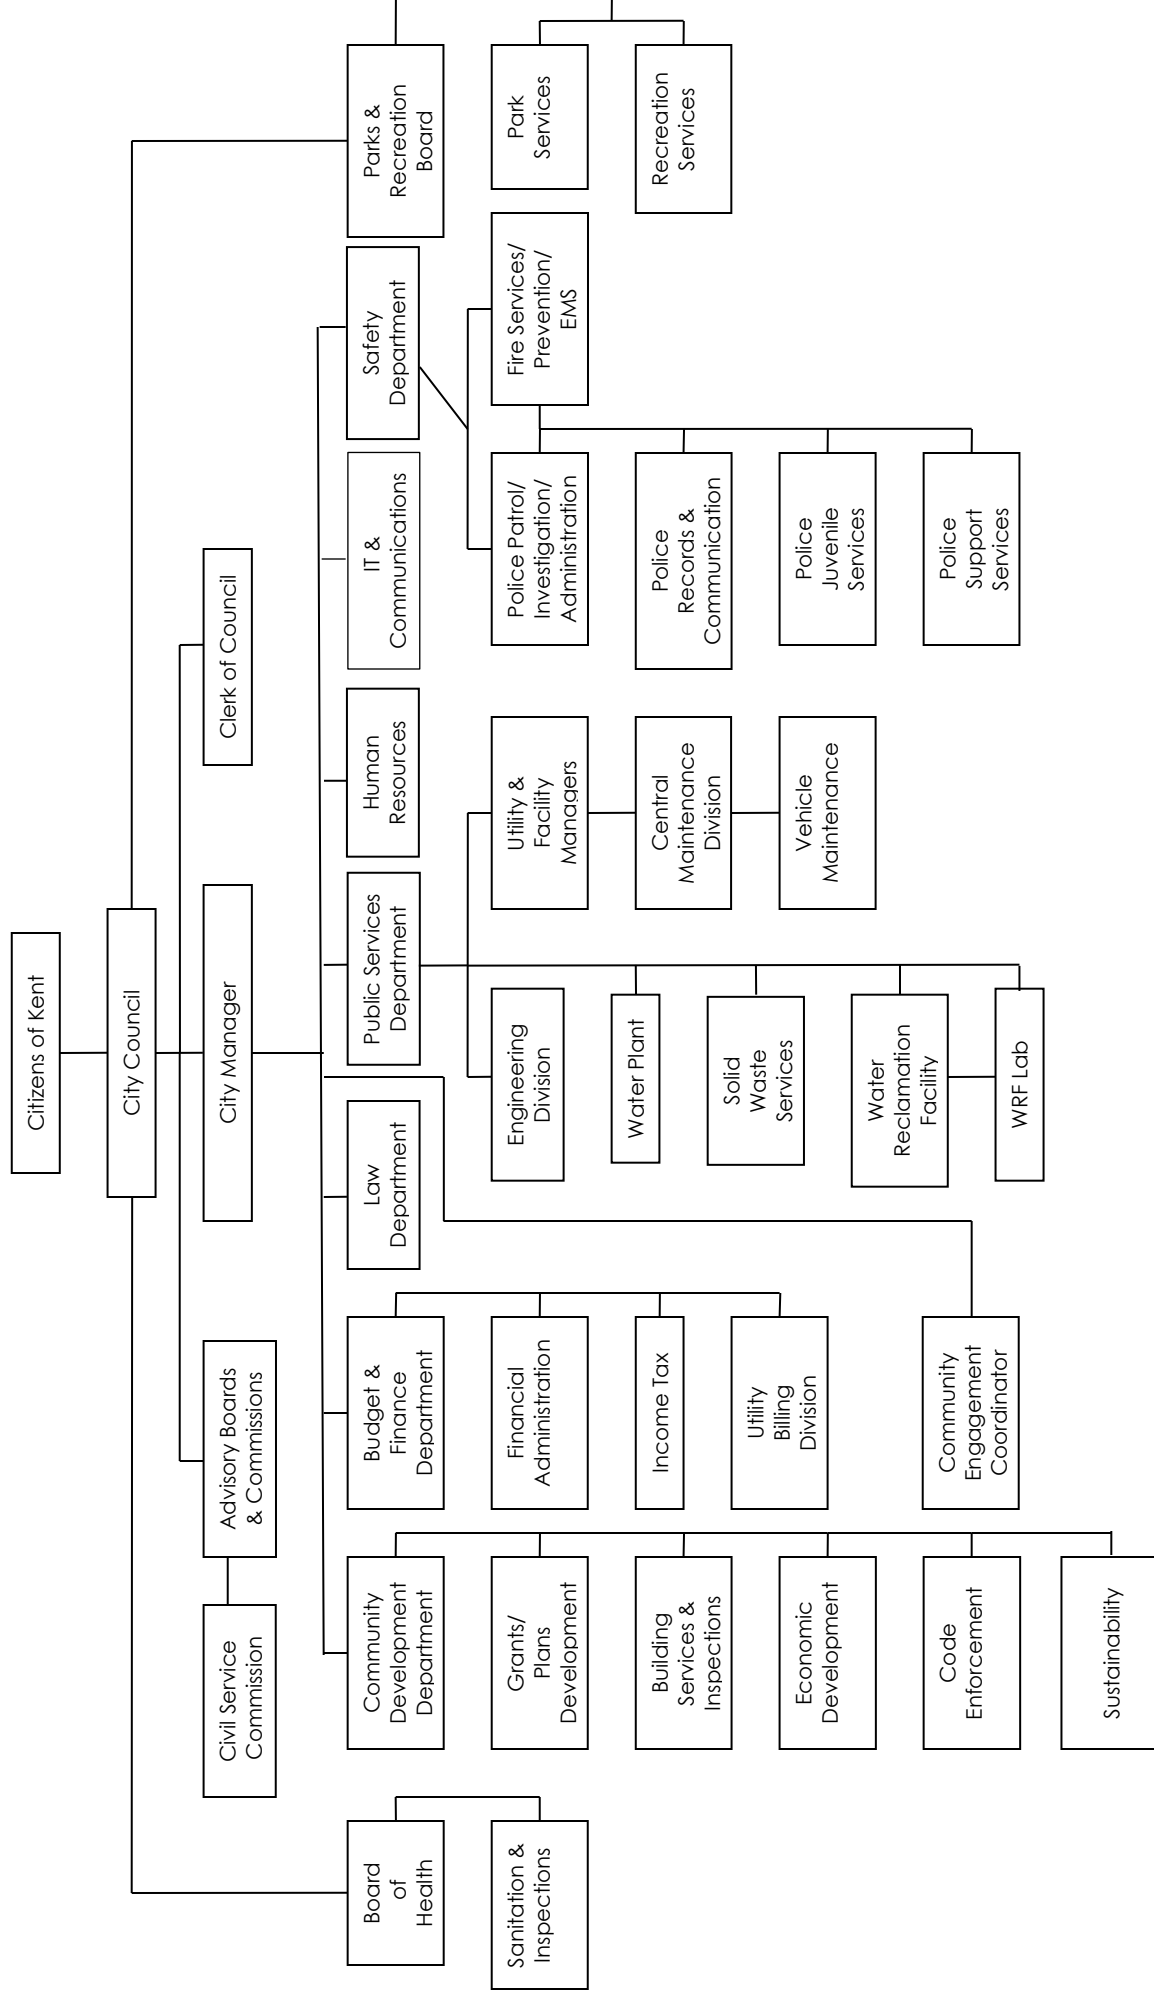 Citizens of Kent
City Council
City Manager
Advisory Boards
& Commissions
Clerk of Council
Civil Service
Commission
Board
of
Health
Sanitation &
Inspections
Community
Development
Department
Grants/
Plans
Development
Building
Services &
Inspections
Economic
Development
Code
Enforcement
Sustainability
Budget &
Finance
Department
Financial
Administration
Income Tax
Utility
Billing
Division
Community
Engagement
Coordinator
Law
Department
Public Services
Department
Engineering
Division
Water Plant
Solid
Waste
Services
Water
Reclamation
Facility
WRF Lab
Utility &
Facility
Managers
Central
Maintenance
Division
Vehicle
Maintenance
Human
Resources
IT &
Communications
Safety
Department
Police Patrol/
Investigation/
Administration
Police
Records &
Communication
Police
Juvenile
Services
Police
Support
Services
Fire Services/
Prevention/
EMS
Parks &
Recreation
Board
Park
Services
Recreation
Services